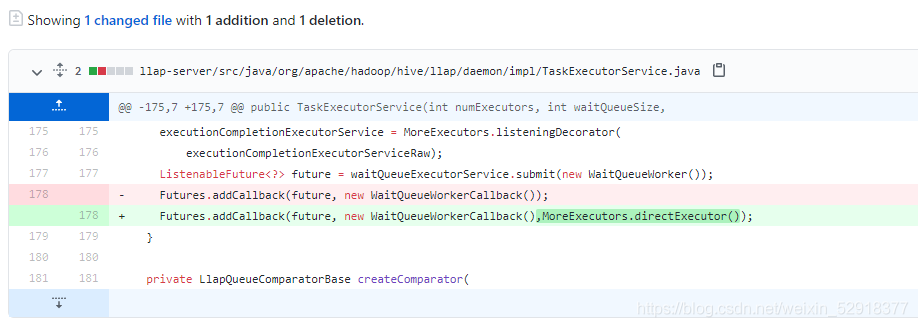 Showing 1 changed file with 1 addition and 1 deletion.
2 llap-server/src/java/org/apache/hadoop/hive/llap/daemon/impl/TaskExecutorService.java
@@ -175,7 +175,7 @@ public TaskExecutorService(int numExecutors, int waitQueueSize,
175 175 executionCompletionExecutorService = MoreExecutors.listeningDecorator(
176 176 executionCompletionExecutorServiceRaw);
177 177 ListenableFuture<?> future = waitQueueExecutorService.submit(new WaitQueueWorker());
178 - Futures.addCallback(future, new WaitQueueWorkerCallback());
178 + Futures.addCallback(future, new WaitQueueWorkerCallback(),MoreExecutors.directExecutor());
179 179 }
180 180
181 181 private LlapQueueComparatorBase createComparator(
https://blog.csdn.net/weixin_52918377